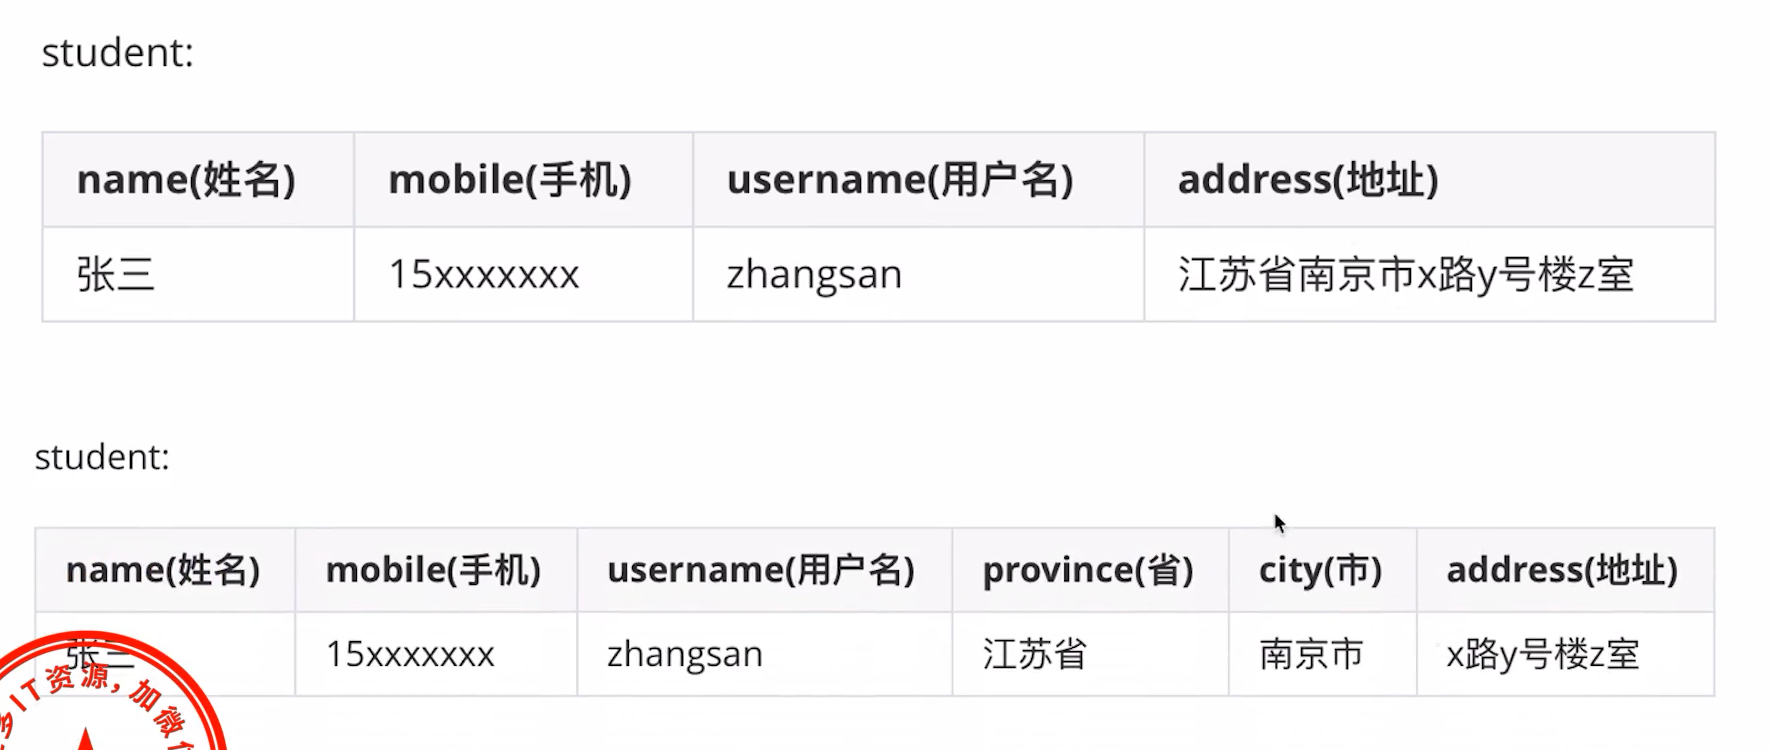 student:
name(姓名) mobile(手机) username(用户名) address(地址)
张三 15xxxxxxx zhangsan 江苏省南京市x路y号楼z室
student:
name(姓名) mobile(手机) username(用户名) province(省) city(市) address(地址)
张三 15xxxxxxx zhangsan 江苏省 南京市 x路y号楼z室
多IT资源，加微信